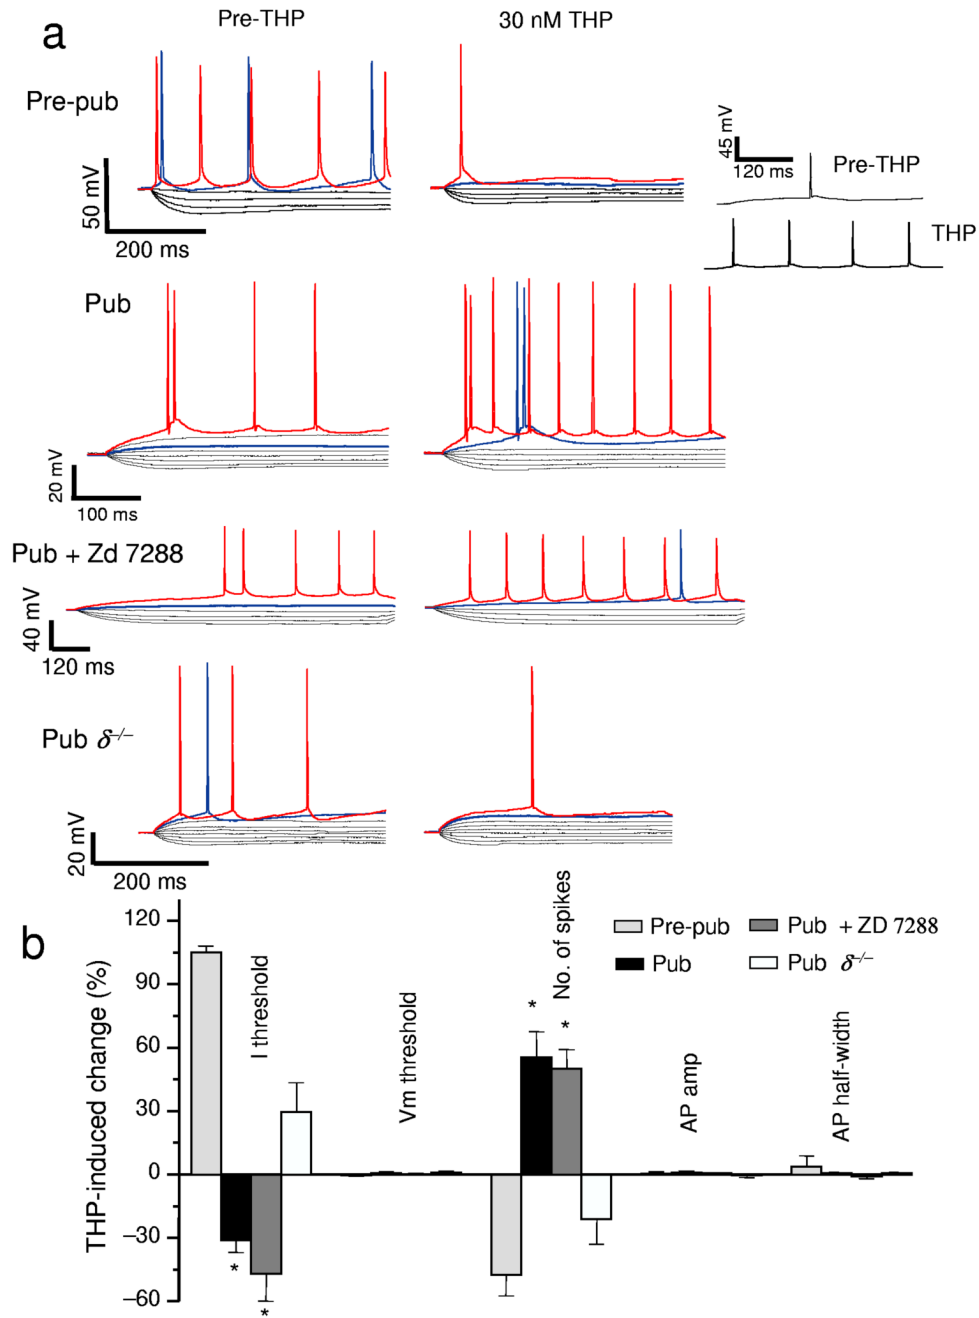 a
Pre-THP
30 nM THP
Pre-pub
50 mV
200 ms
45 mV
120 ms
Pre-THP
THP
Pub
20 mV
100 ms
Pub + Zd 7288
40 mV
120 ms
Pub δ–/–
20 mV
200 ms
b
THP-induced change (%)
120
90
60
30
0
–30
–60
I threshold
Vm threshold
No. of spikes
AP amp
AP half-width
Pre-pub
Pub + ZD 7288
Pub
Pub δ–/–
*
*
*
*